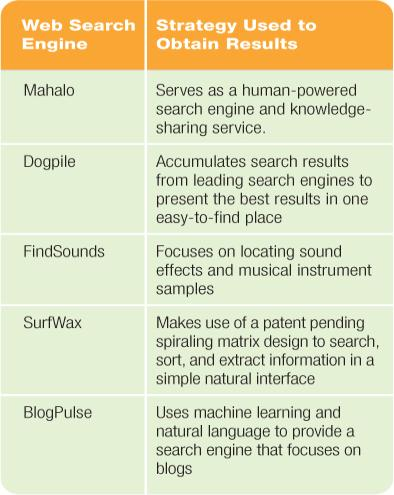 Web Search
Engine
Strategy Used to
Obtain Results
Mahalo
Serves as a human-powered
search engine and knowledge-
sharing service.
Dogpile
Accumulates search results
from leading search engines to
present the best results in one
easy-to-find place
FindSounds
Focuses on locating sound
effects and musical instrument
samples
SurfWax
Makes use of a patent pending
spiraling matrix design to search,
sort, and extract information in a
simple natural interface
BlogPulse
Uses machine learning and
natural language to provide a
search engine that focuses on
blogs